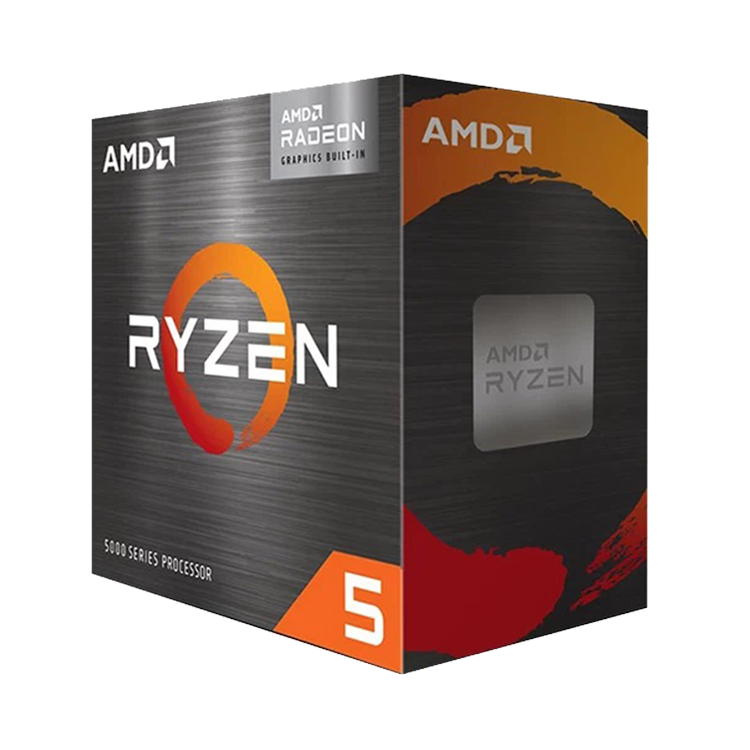 AMD
AMD
RADEON
GRAPHICS BUILT-IN
RYZEN
5000 SERIES PROCESSOR
5
AMD
AMD
RYZEN